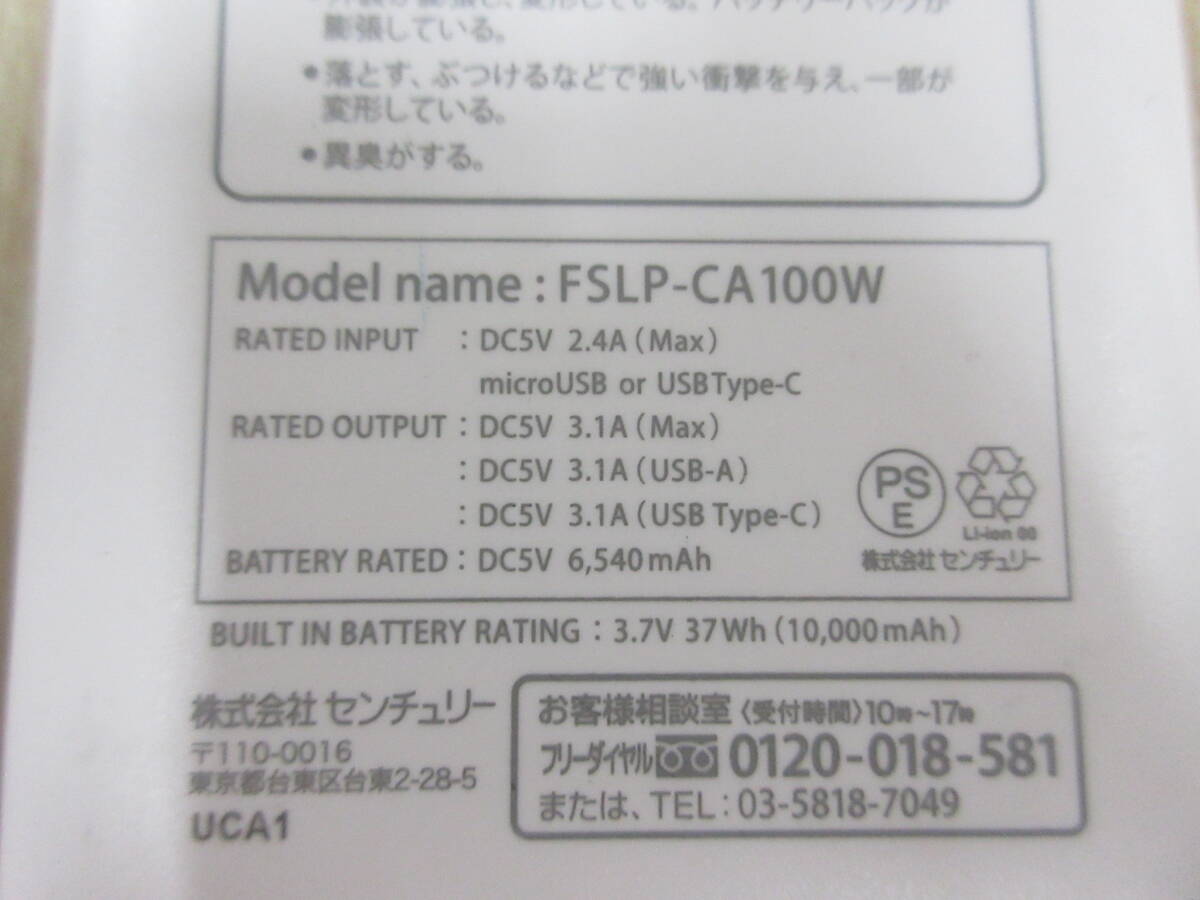 膨張している。
●落とす、ぶつけるなどで強い衝撃を与え、一部が
変形している。
●異臭がする。
Model name : FSLP-CA100W
RATED INPUT : DC5V 2.4A (Max)
microUSB or USB Type-C
RATED OUTPUT : DC5V 3.1A (Max)
: DC5V 3.1A (USB-A)
: DC5V 3.1A (USB Type-C)
BATTERY RATED : DC5V 6,540mAh
PS
E
Li-ion 00
株式会社 センチュリー
BUILT IN BATTERY RATING : 3.7V 37Wh (10,000mAh)
株式会社 センチュリー
〒110-0016
東京都台東区台東2-28-5
UCA1
お客様相談室〈受付時間〉10時~17時
フリーダイヤル 0120-018-581
または、TEL : 03-5818-7049